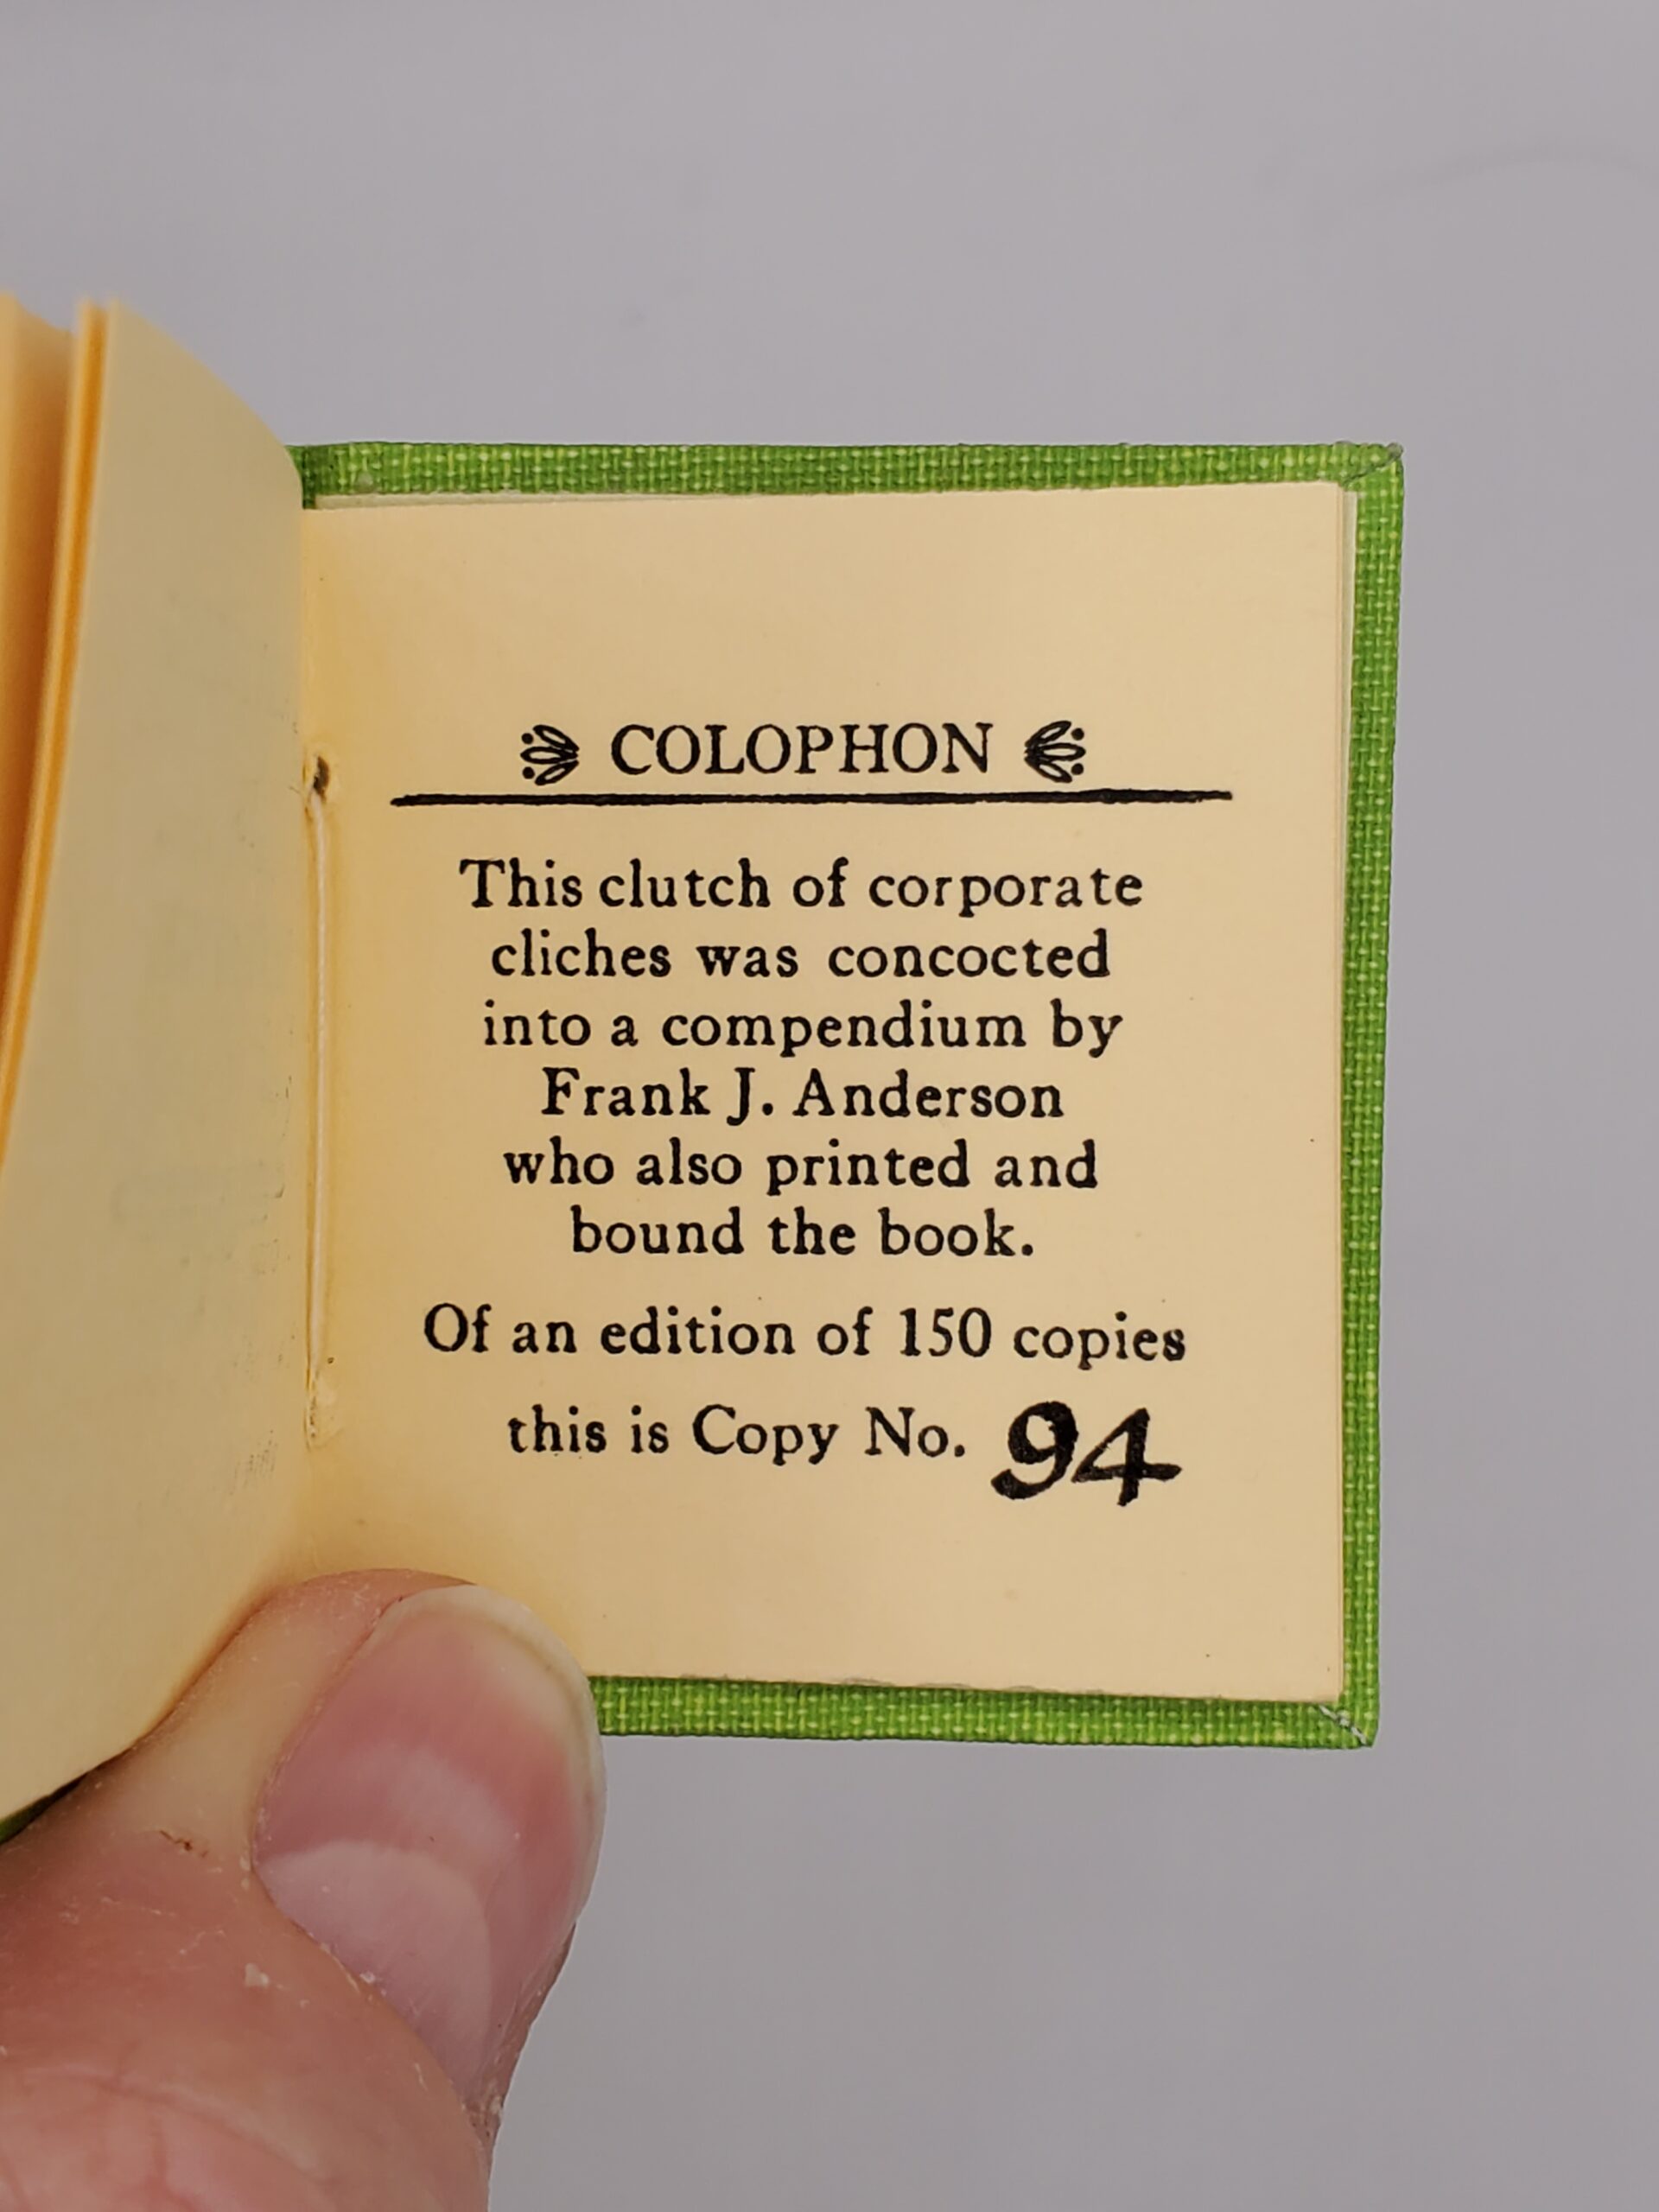 COLOPHON
This clutch of corporate
cliches was concocted
into a compendium by
Frank J. Anderson
who also printed and
bound the book.
Of an edition of 150 copies
this is Copy No. 94